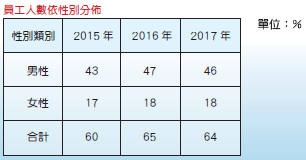 員工人數依性別分佈
單位：%
性別類別 2015 年 2016 年 2017 年
男性 43 47 46
女性 17 18 18
合計 60 65 64